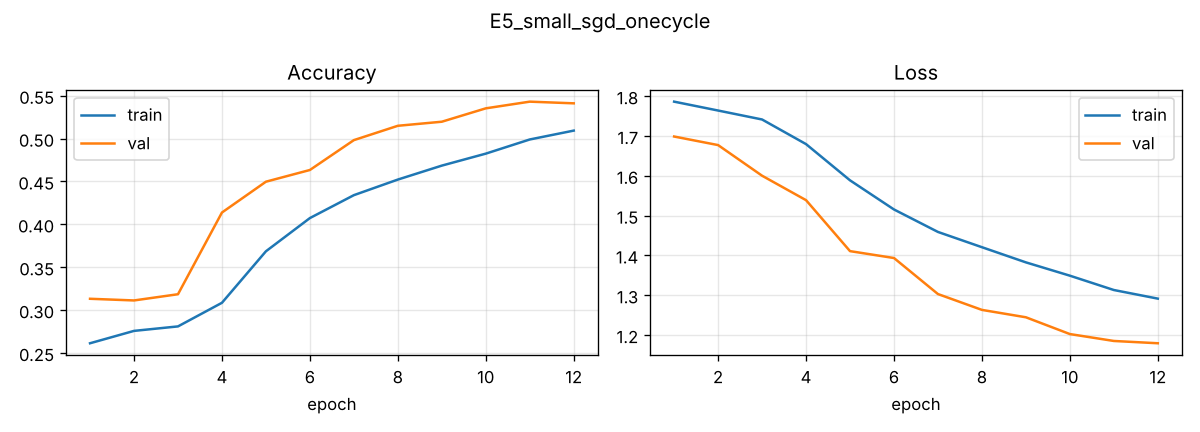 E5_small_sgd_onecycle
Accuracy
train
val
0.55
0.50
0.45
0.40
0.35
0.30
0.25
2 4 6 8 10 12
epoch
Loss
train
val
1.8
1.7
1.6
1.5
1.4
1.3
1.2
2 4 6 8 10 12
epoch